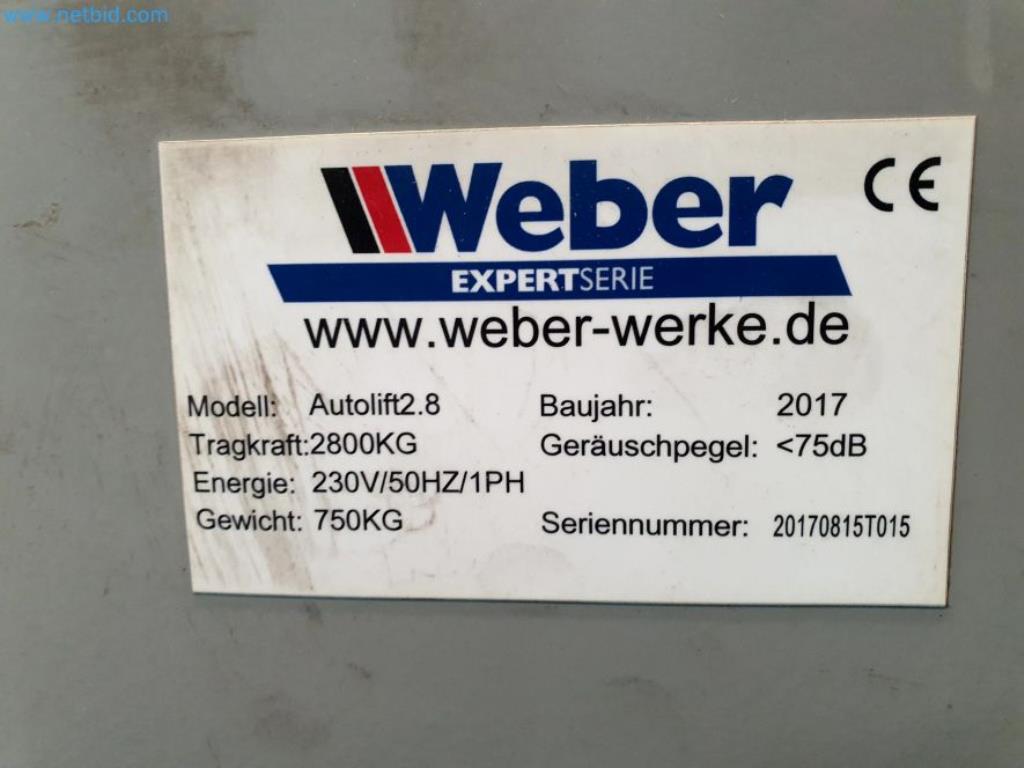 www.netbid.com
Weber
CE
EXPERTSERIE
www.weber-werke.de
Modell: Autolift2.8 Baujahr: 2017
Tragkraft:2800KG Geräuschpegel: <75dB
Energie: 230V/50HZ/1PH
Gewicht: 750KG Seriennummer: 20170815T015